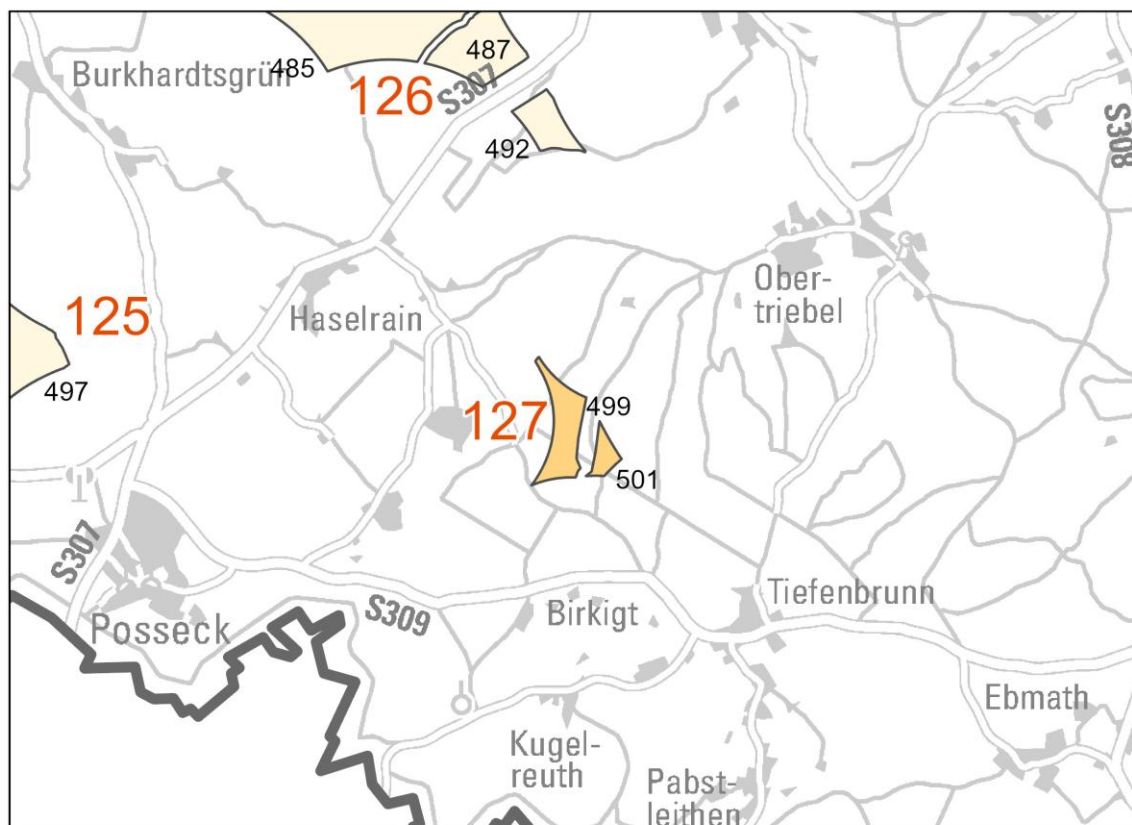 487
485
Burkhardtsgrün
126
S307
492
S308
Ober-
triebel
125
Haselrain
497
127
499
501
S307
Tiefenbrunn
Birkigt
S309
Posseck
Ebmath
Kugel-
reuth
Pabst-
leithen